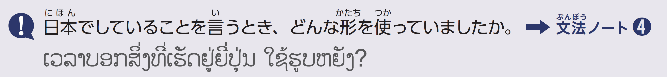 日本でしていることを言うとき、どんな形を使っていましたか。 ➡ 文法ノート❹
ເວລາບອກສິ່ງທີ່ເຮັດຢູ່ຍີ່ປຸ່ນ ໃຊ້ຮູບຫຍັງ?